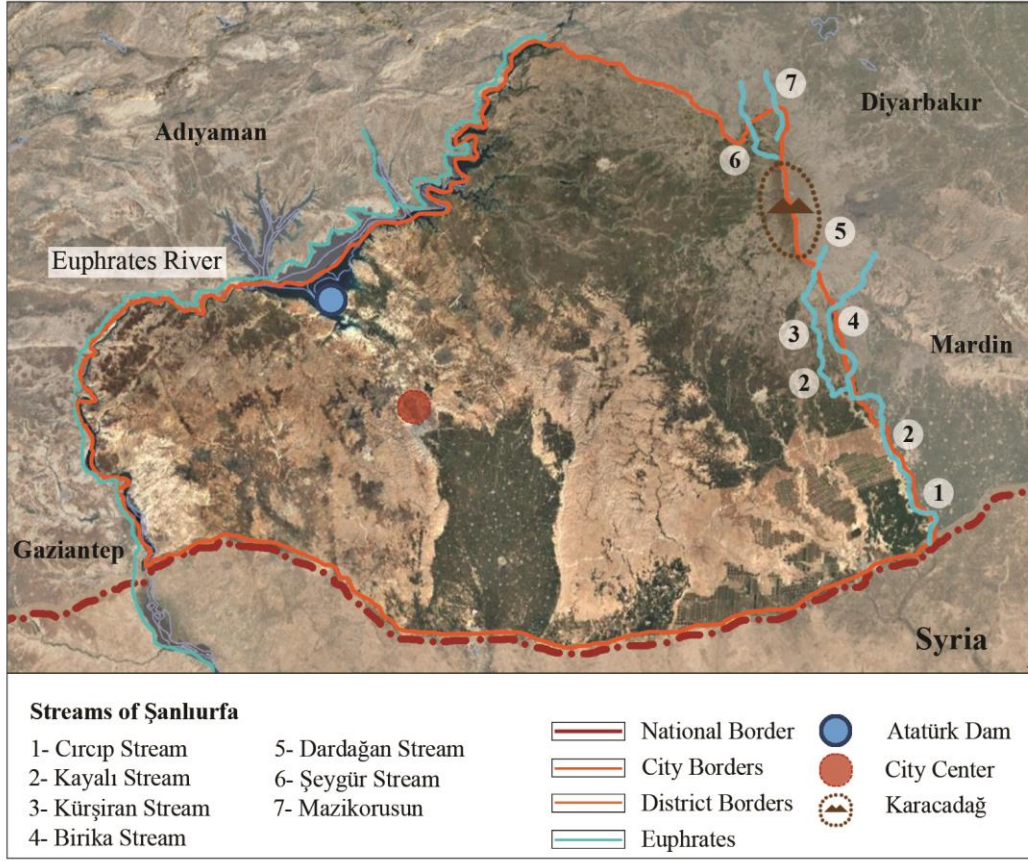 Adıyaman
Diyarbakır
7
6
Euphrates River
5
3
4
Mardin
2
2
1
Gaziantep
Syria
Streams of Şanlıurfa
1- Cırcıp Stream
2- Kayalı Stream
3- Kürşiran Stream
4- Birika Stream
5- Dardağan Stream
6- Şeygür Stream
7- Mazikorusun
National Border
City Borders
District Borders
Euphrates
Atatürk Dam
City Center
Karacadağ